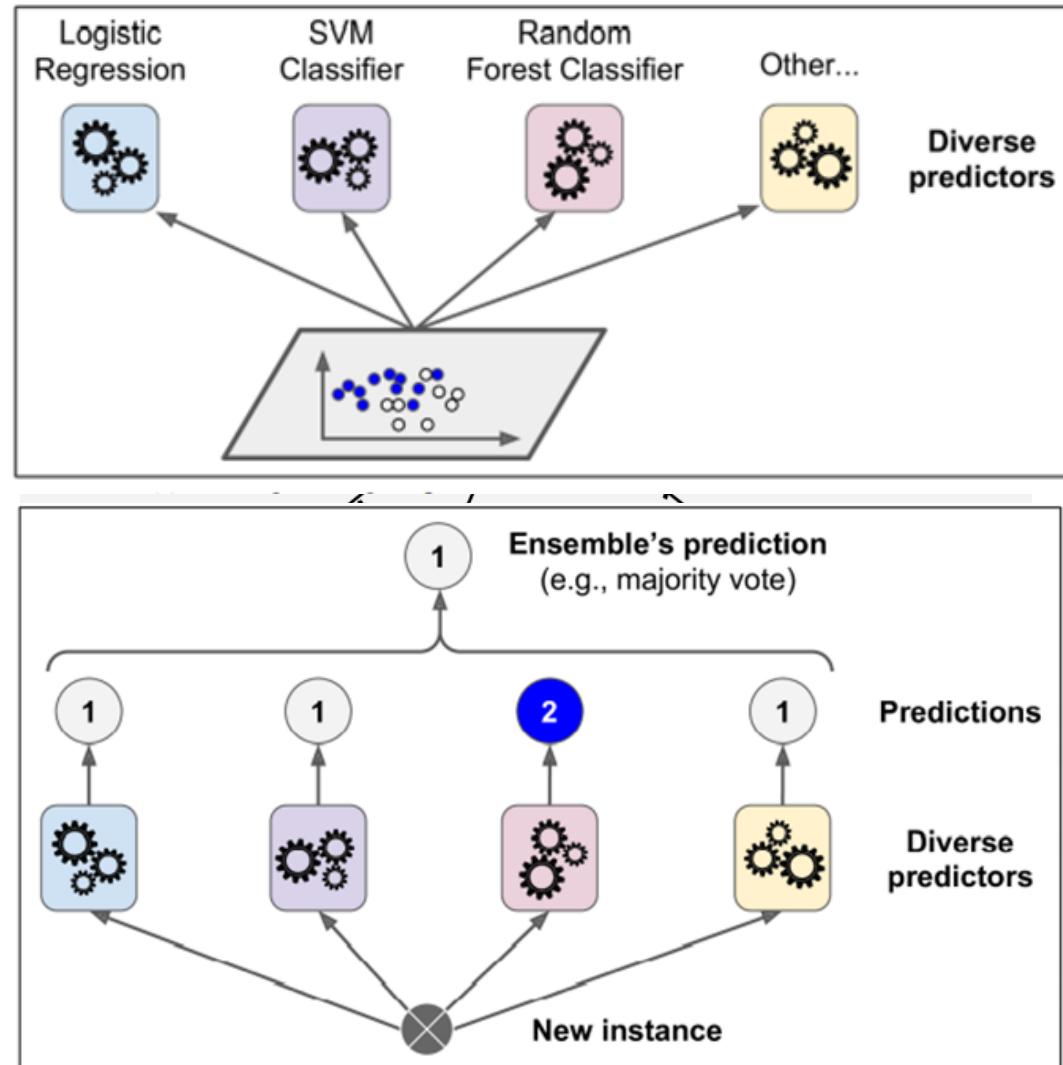 Logistic
Regression
SVM
Classifier
Random
Forest Classifier
Other...
Diverse
predictors
Ensemble's prediction
(e.g., majority vote)
1
1
1
2
1
Predictions
Diverse
predictors
New instance